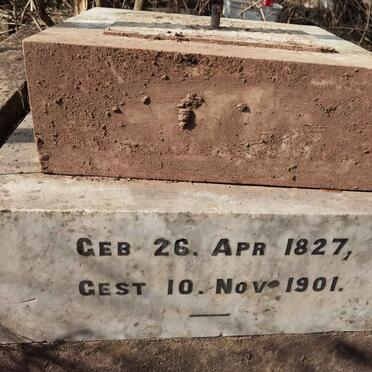 GEB 26. APR 1827,
GEST 10. NOV. 1901.